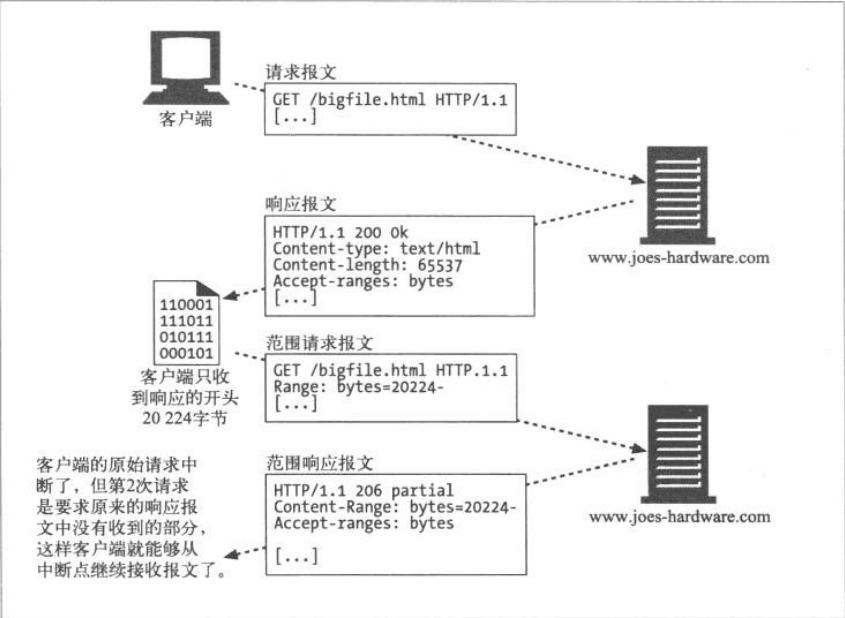 请求报文
GET /bigfile.html HTTP/1.1
[...]
客户端
响应报文
HTTP/1.1 200 Ok
Content-type: text/html
Content-length: 65537
Accept-ranges: bytes
[...]
www.joes-hardware.com
110001
111011
010111
000101
客户端只收
到响应的开头
20 224字节
范围请求报文
GET /bigfile.html HTTP.1.1
Range: bytes=20224-
[...]
客户端的原始请求中
断了，但第2次请求
是要求原来的响应报
文中没有收到的部分，
这样客户端就能够从
中断点继续接收报文了。
范围响应报文
HTTP/1.1 206 partial
Content-Range: bytes=20224-
Accept-ranges: bytes
[...]
www.joes-hardware.com